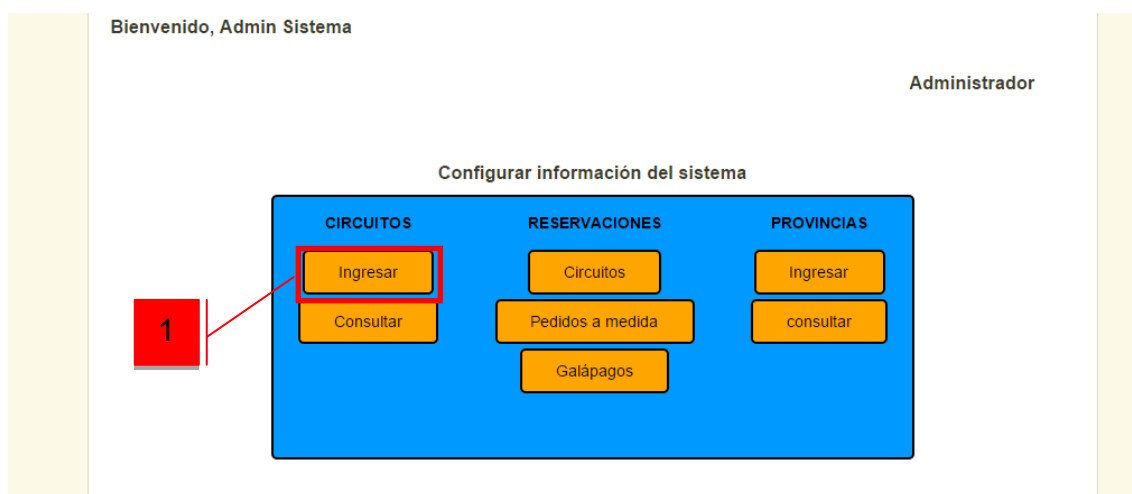 Bienvenido, Admin Sistema
Administrador
Configurar información del sistema
CIRCUITOS RESERVACIONES PROVINCIAS
Ingresar Circuitos Ingresar
1
Consultar Pedidos a medida consultar
Galápagos